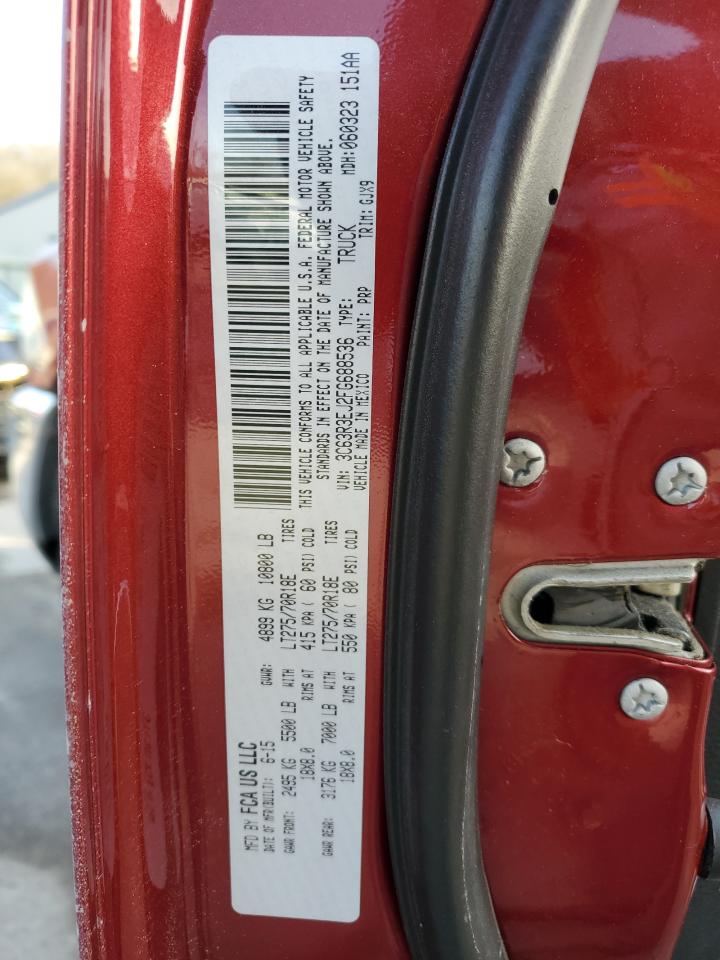 MFD BY FCA US LLC
DATE OF MFR(BUILT): 6-15 GVWR: 4899 KG 10800 LB
GAWR FRONT: 2495 KG 5500 LB WITH LT275/70R18E TIRES
18X8.0 RIMS AT 415 KPA ( 60 PSI) COLD
GAWR REAR: 3176 KG 7000 LB WITH LT275/70R18E TIRES
18X8.0 RIMS AT 550 KPA ( 80 PSI) COLD
THIS VEHICLE CONFORMS TO ALL APPLICABLE U.S.A. FEDERAL MOTOR VEHICLE SAFETY
STANDARDS IN EFFECT ON THE DATE OF MANUFACTURE SHOWN ABOVE.
VIN: 3C63R3EJ2FG688536 TYPE: TRUCK MDH:060323 151AA
VEHICLE MADE IN MEXICO PAINT: PRP TRIM: GJX9